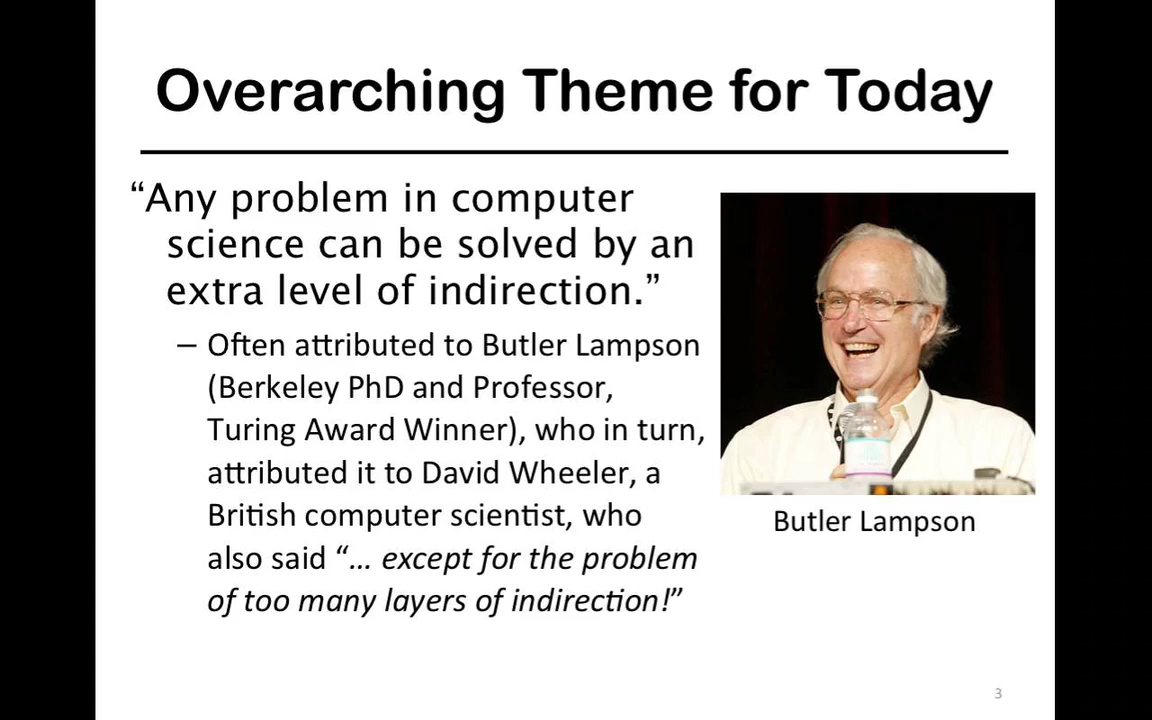 Overarching Theme for Today
“Any problem in computer
science can be solved by an
extra level of indirection.”
– Often attributed to Butler Lampson
(Berkeley PhD and Professor,
Turing Award Winner), who in turn,
attributed it to David Wheeler, a
British computer scientist, who
also said “… except for the problem
of too many layers of indirection!”
Butler Lampson
3